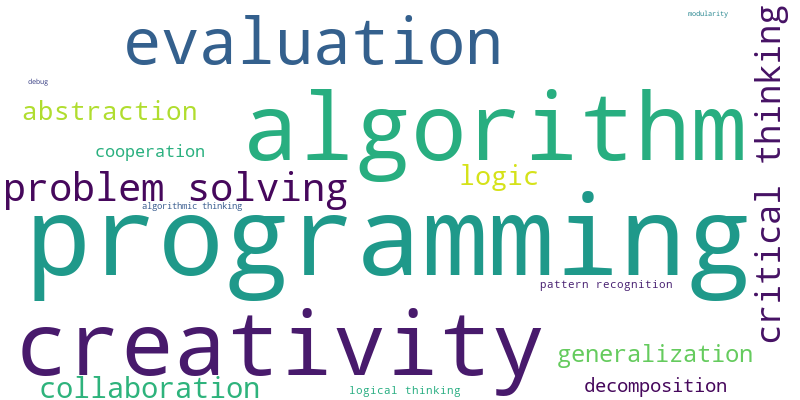 modularity
evaluation
critical thinking
debug
abstraction
algorithm
cooperation
logic
problem solving
algorithmic thinking
programming
pattern recognition
creativity
generalization
collaboration
logical thinking
decomposition